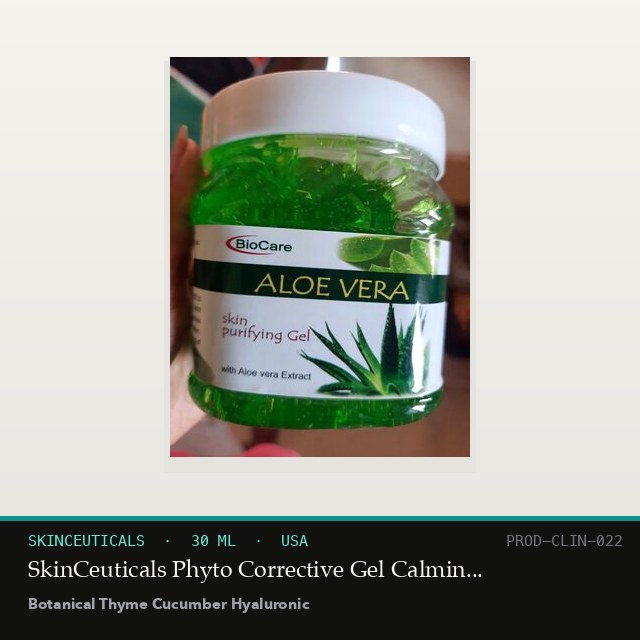 BioCare
ALOE VERA
skin
purifying Gel
with Aloe vera Extract
SKINCEUTICALS · 30 ML · USA
PROD-CLIN-022
SkinCeuticals Phyto Corrective Gel Calmin...
Botanical Thyme Cucumber Hyaluronic